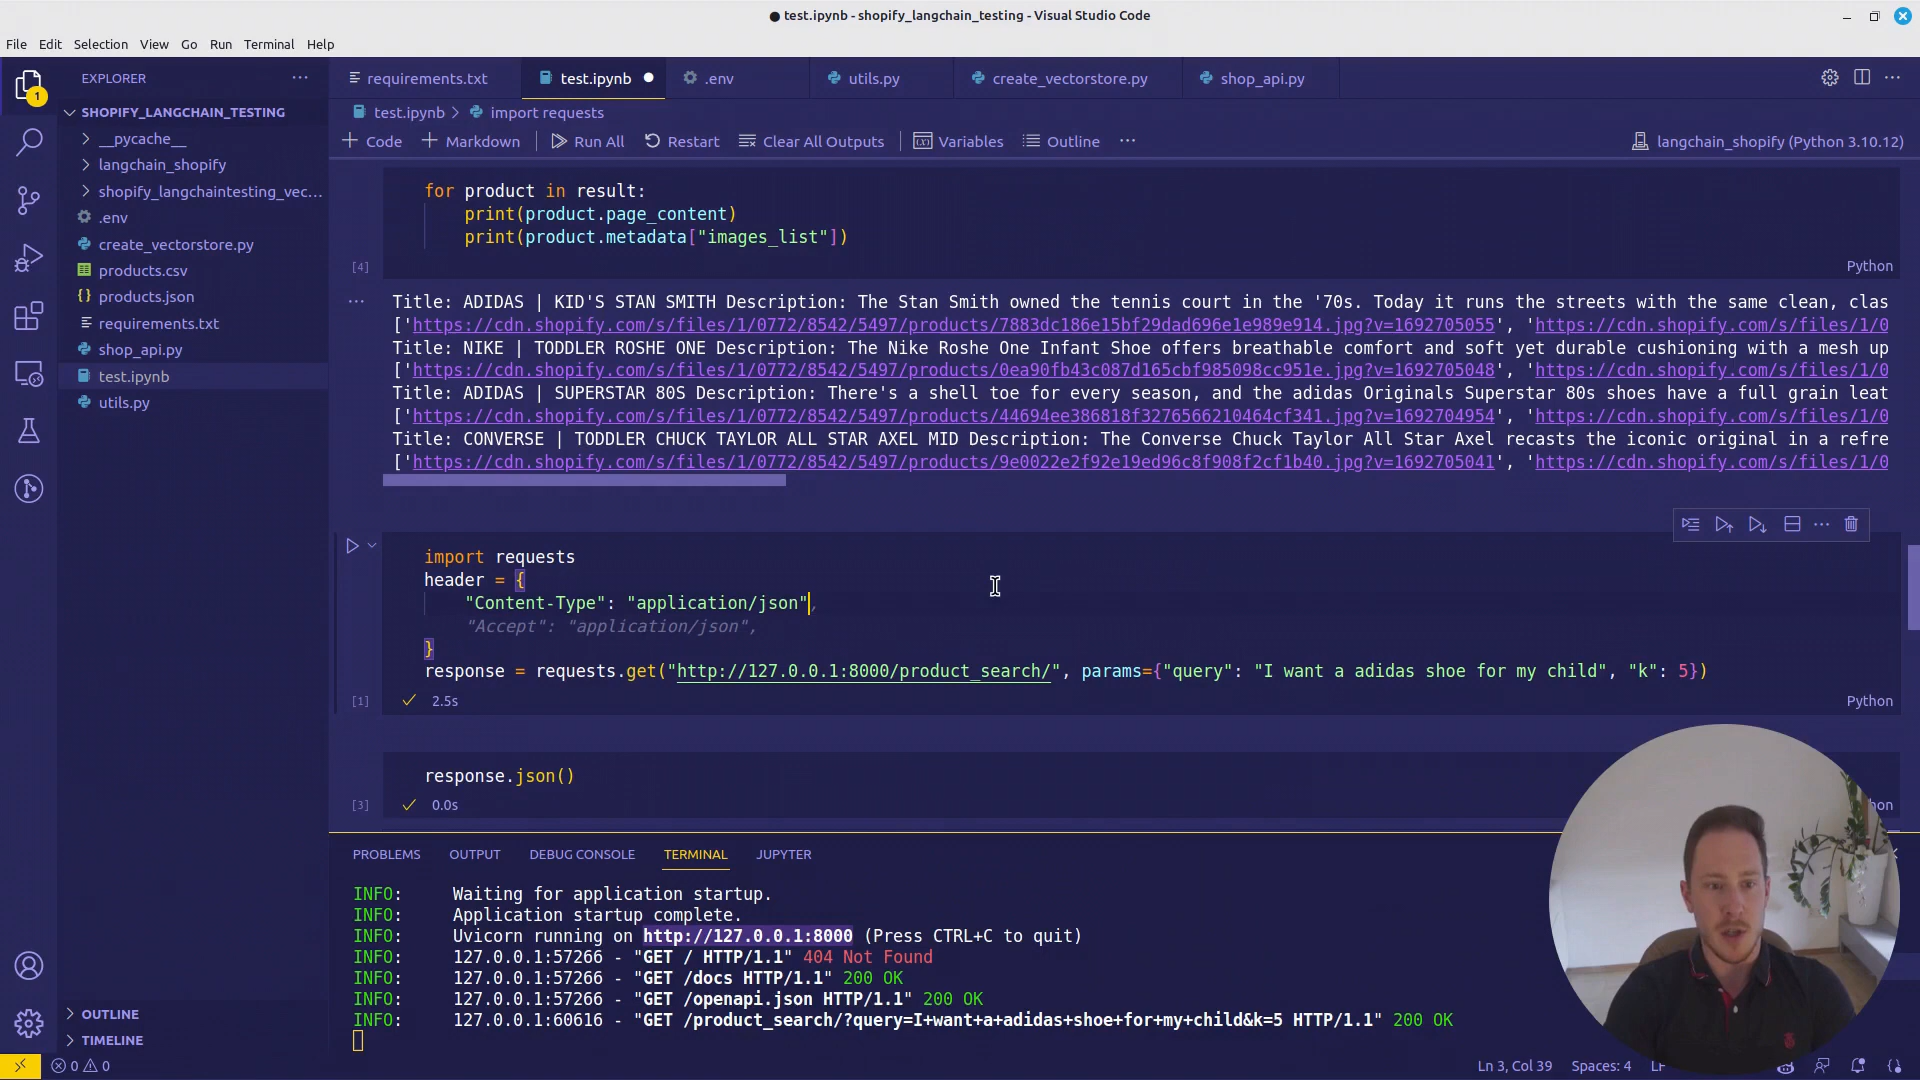 ● test.ipynb - shopify_langchain_testing - Visual Studio Code
File Edit Selection View Go Run Terminal Help
EXPLORER ···
requirements.txt test.ipynb ● .env utils.py create_vectorstore.py shop_api.py
SHOPIFY_LANGCHAIN_TESTING
__pycache__
langchain_shopify
shopify_langchaintesting_vec...
.env
create_vectorstore.py
products.csv
products.json
requirements.txt
shop_api.py
test.ipynb
utils.py
OUTLINE
TIMELINE
1
test.ipynb > import requests
+ Code + Markdown Run All Restart Clear All Outputs Variables Outline ··· langchain_shopify (Python 3.10.12)
for product in result:
print(product.page_content)
print(product.metadata["images_list"])
[4] Python
Title: ADIDAS | KID'S STAN SMITH Description: The Stan Smith owned the tennis court in the '70s. Today it runs the streets with the same clean, clas
['https://cdn.shopify.com/s/files/1/0772/8542/5497/products/7883dc186e15bf29dad696e1e989e914.jpg?v=1692705055', 'https://cdn.shopify.com/s/files/1/0
Title: NIKE | TODDLER ROSHE ONE Description: The Nike Roshe One Infant Shoe offers breathable comfort and soft yet durable cushioning with a mesh up
['https://cdn.shopify.com/s/files/1/0772/8542/5497/products/0ea90fb43c087d165cbf985098cc951e.jpg?v=1692705048', 'https://cdn.shopify.com/s/files/1/0
Title: ADIDAS | SUPERSTAR 80S Description: There's a shell toe for every season, and the adidas Originals Superstar 80s shoes have a full grain leat
['https://cdn.shopify.com/s/files/1/0772/8542/5497/products/44694ee386818f3276566210464cf341.jpg?v=1692704954', 'https://cdn.shopify.com/s/files/1/0
Title: CONVERSE | TODDLER CHUCK TAYLOR ALL STAR AXEL MID Description: The Converse Chuck Taylor All Star Axel recasts the iconic original in a refre
['https://cdn.shopify.com/s/files/1/0772/8542/5497/products/9e0022e2f92e19ed96c8f908f2cf1b40.jpg?v=1692705041', 'https://cdn.shopify.com/s/files/1/0
import requests
header = {
"Content-Type": "application/json",
"Accept": "application/json",
}
response = requests.get("http://127.0.0.1:8000/product_search/", params={"query": "I want a adidas shoe for my child", "k": 5})
[1] 2.5s Python
response.json()
[3] 0.0s hon
PROBLEMS OUTPUT DEBUG CONSOLE TERMINAL JUPYTER
INFO: Waiting for application startup.
INFO: Application startup complete.
INFO: Uvicorn running on http://127.0.0.1:8000 (Press CTRL+C to quit)
INFO: 127.0.0.1:57266 - "GET / HTTP/1.1" 404 Not Found
INFO: 127.0.0.1:57266 - "GET /docs HTTP/1.1" 200 OK
INFO: 127.0.0.1:57266 - "GET /openapi.json HTTP/1.1" 200 OK
INFO: 127.0.0.1:60616 - "GET /product_search/?query=I+want+a+adidas+shoe+for+my+child&k=5 HTTP/1.1" 200 OK
0 0 Ln 3, Col 39 Spaces: 4 LF